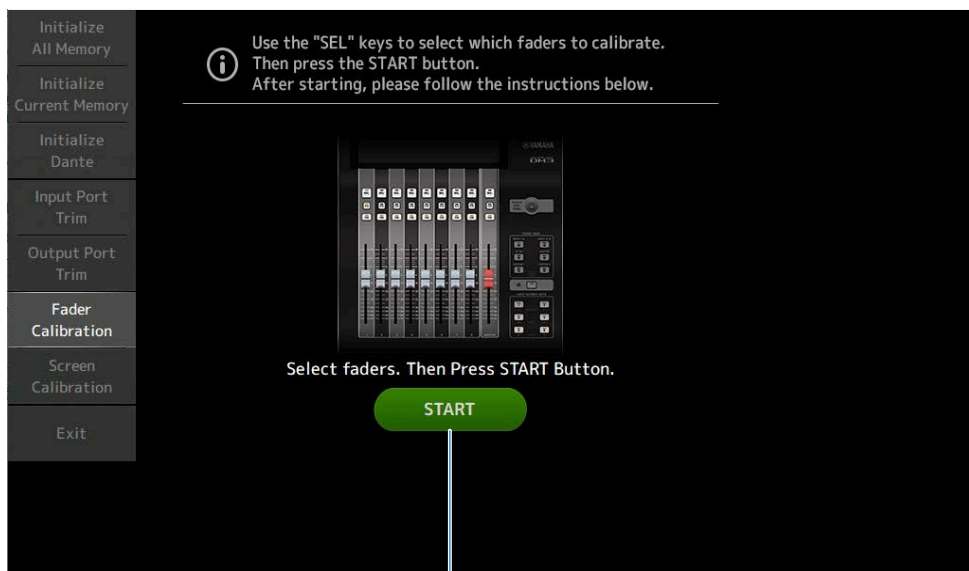 Initialize
All Memory
Initialize
Current Memory
Initialize
Dante
Input Port
Trim
Output Port
Trim
Fader
Calibration
Screen
Calibration
Exit
Use the "SEL" keys to select which faders to calibrate.
Then press the START button.
After starting, please follow the instructions below.
YAMAHA
DM3
Select faders. Then Press START Button.
START